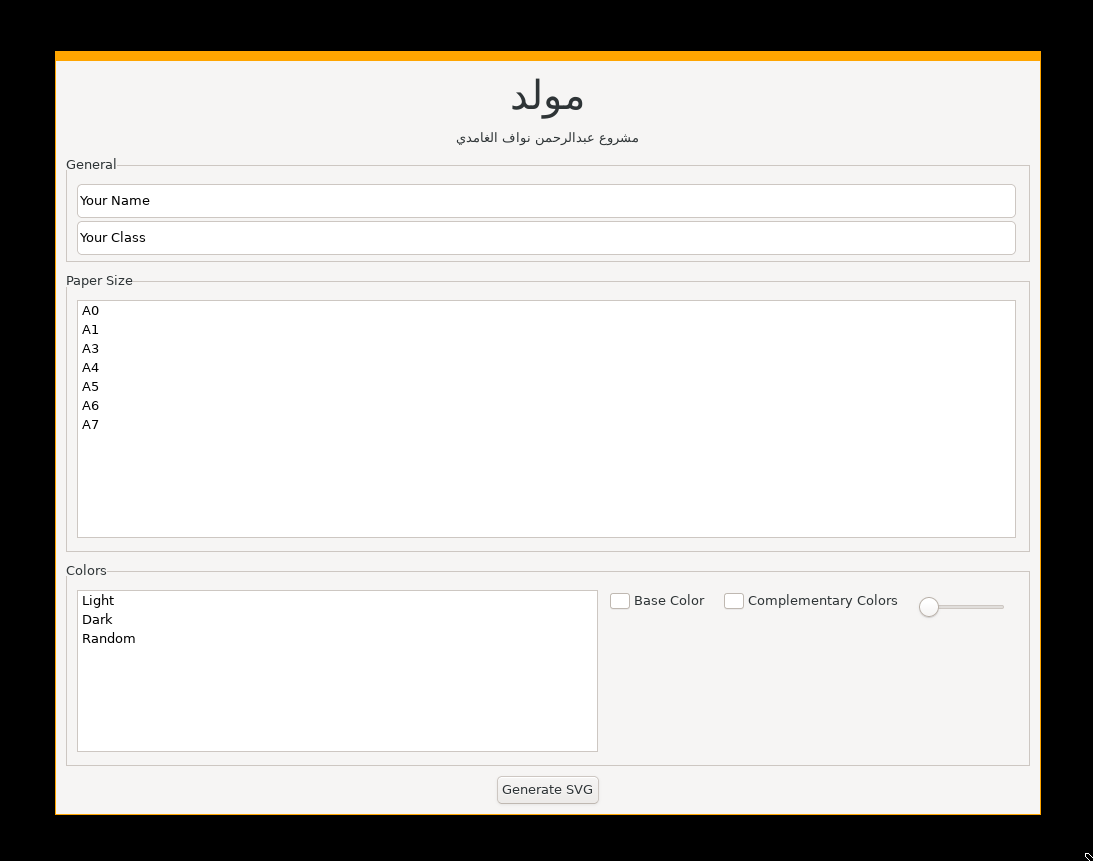 مولد
مشروع عبدالرحمن نواف الغامدي
General
Your Name
Your Class
Paper Size
A0
A1
A3
A4
A5
A6
A7
Colors
Light
Dark
Random
Base Color
Complementary Colors
Generate SVG